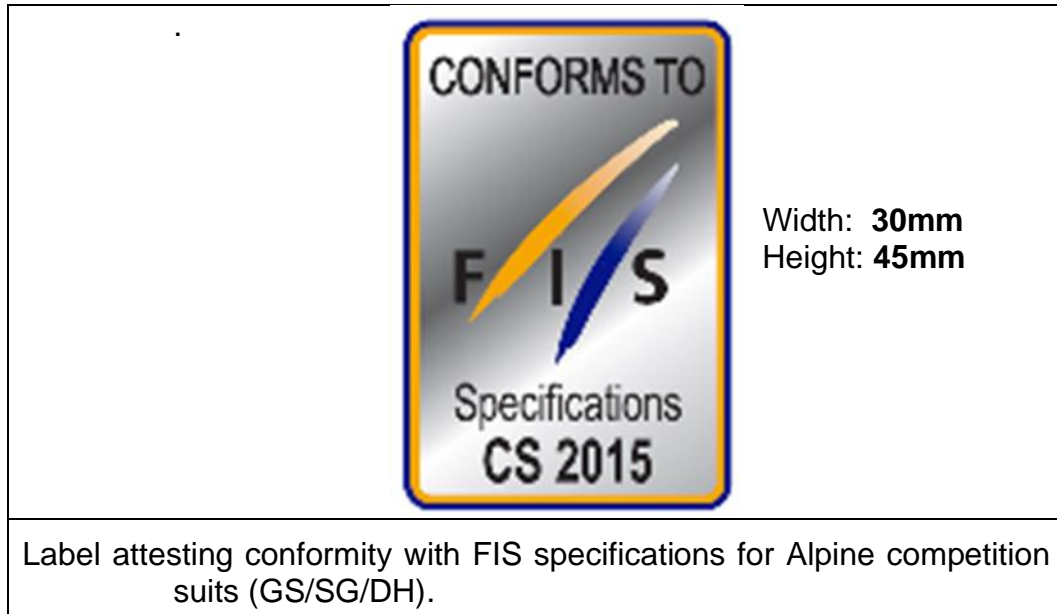 .
CONFORMS TO
F I S
Specifications
CS 2015
Width: 30mm
Height: 45mm
Label attesting conformity with FIS specifications for Alpine competition
suits (GS/SG/DH).